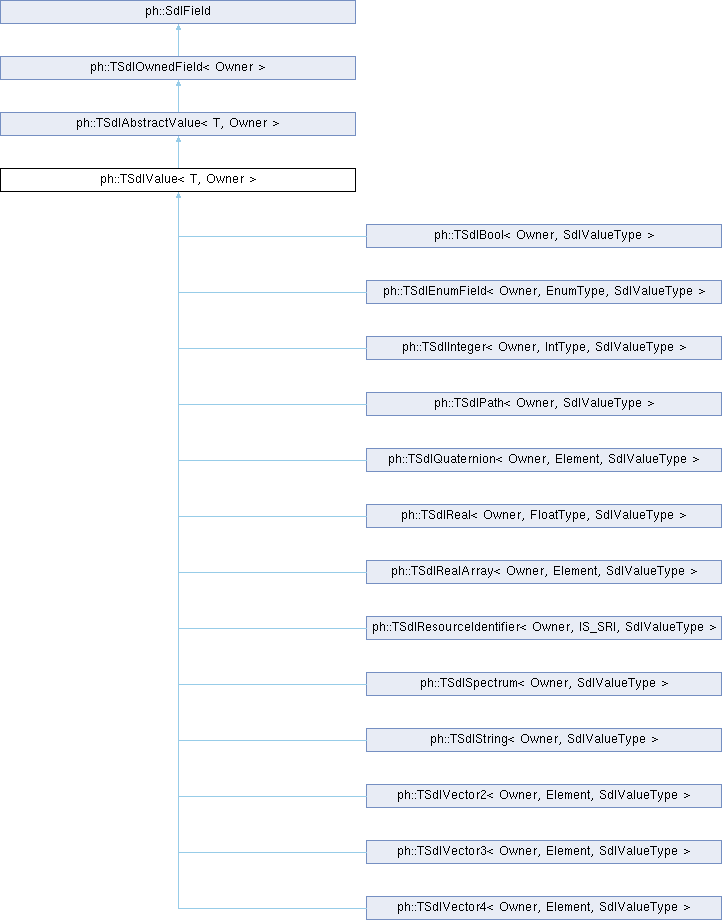 ph::SdlField
ph::TSdlOwnedField< Owner >
ph::TSdlAbstractValue< T, Owner >
ph::TSdlValue< T, Owner >
ph::TSdlBool< Owner, SdlValueType >
ph::TSdlEnumField< Owner, EnumType, SdlValueType >
ph::TSdlInteger< Owner, IntType, SdlValueType >
ph::TSdlPath< Owner, SdlValueType >
ph::TSdlQuaternion< Owner, Element, SdlValueType >
ph::TSdlReal< Owner, FloatType, SdlValueType >
ph::TSdlRealArray< Owner, Element, SdlValueType >
ph::TSdlResourceIdentifier< Owner, IS_SRI, SdlValueType >
ph::TSdlSpectrum< Owner, SdlValueType >
ph::TSdlString< Owner, SdlValueType >
ph::TSdlVector2< Owner, Element, SdlValueType >
ph::TSdlVector3< Owner, Element, SdlValueType >
ph::TSdlVector4< Owner, Element, SdlValueType >